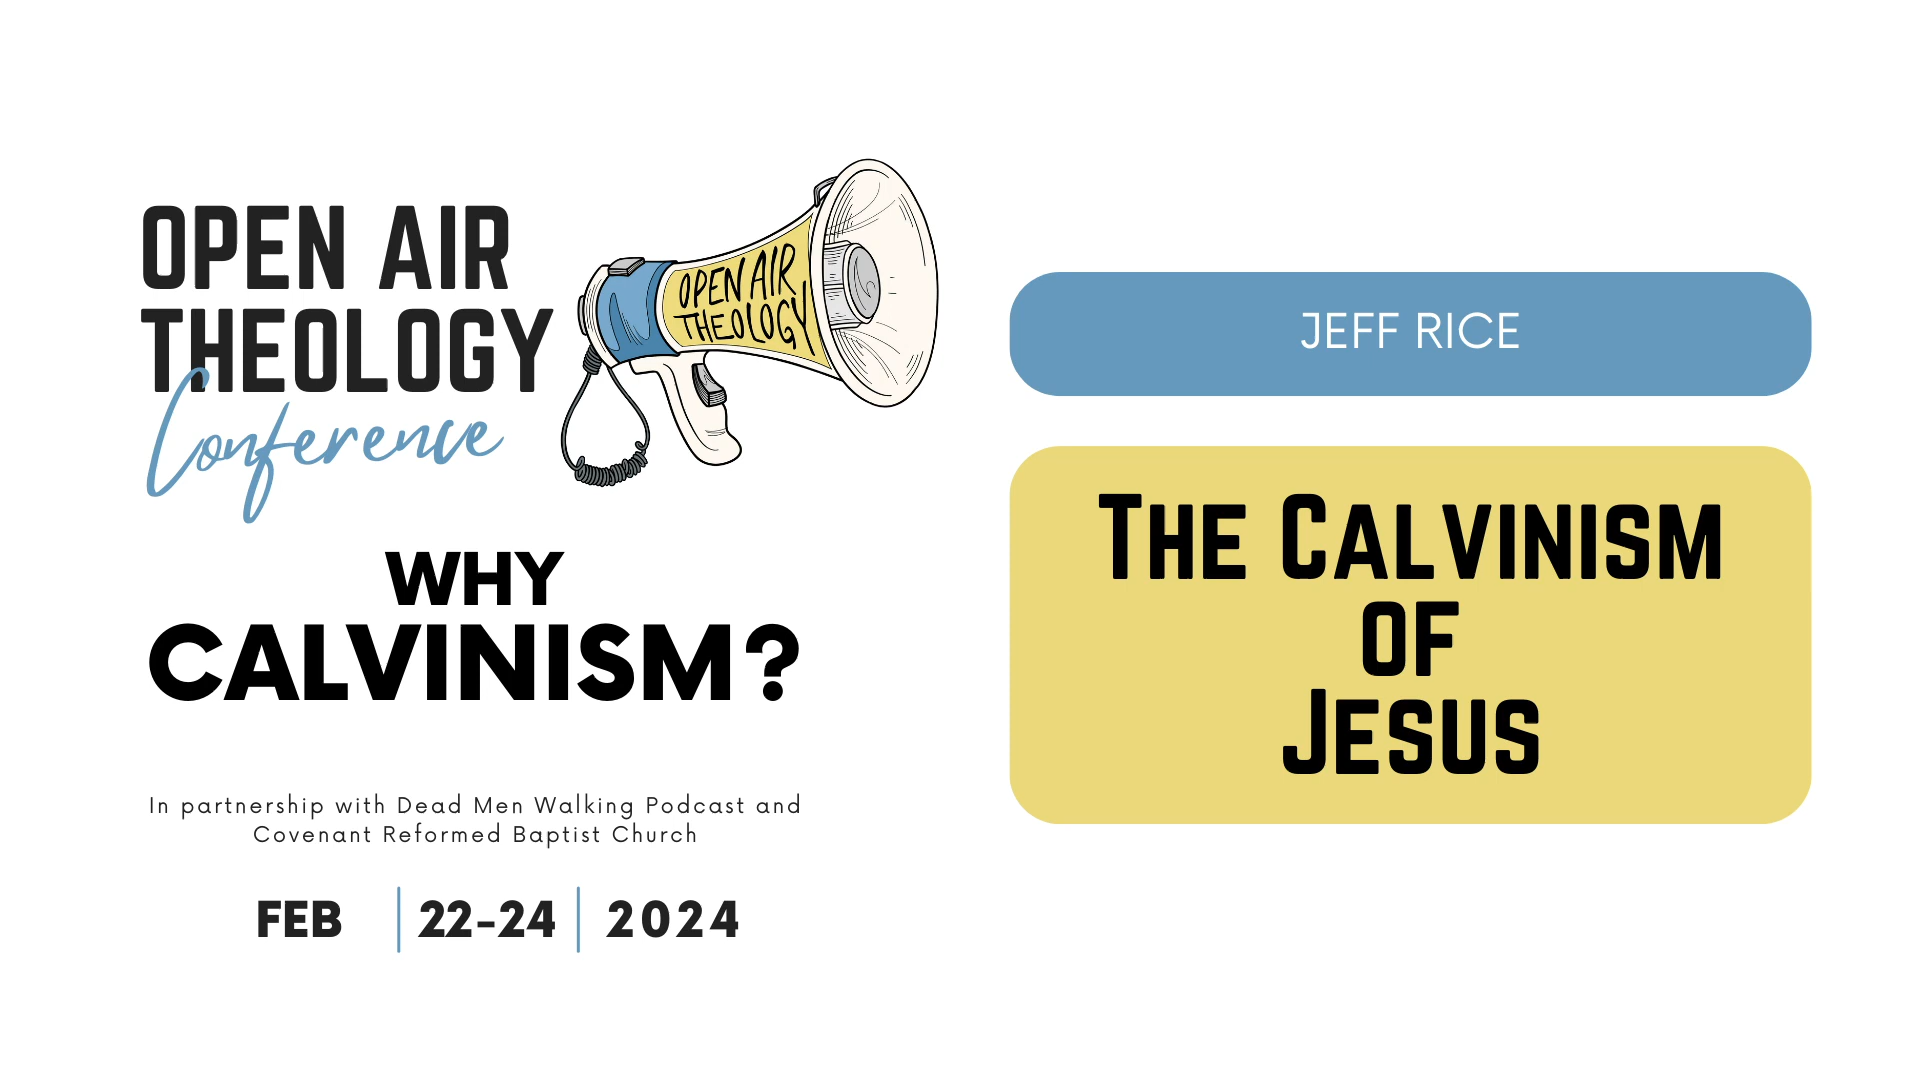 OPEN AIR
THEOLOGY
Conference
OPEN AIR
THEOLOGY
WHY
CALVINISM?
In partnership with Dead Men Walking Podcast and
Covenant Reformed Baptist Church
FEB 22-24 2024
JEFF RICE
The Calvinism
of
Jesus